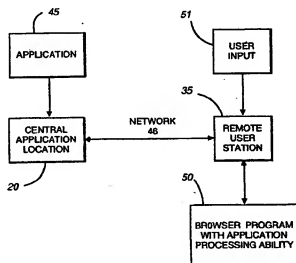 45
APPLICATION
51
USER
INPUT
CENTRAL
APPLICATION
LOCATION
20
NETWORK
46
35
REMOTE
USER
STATION
50
BROWSER PROGRAM
WITH APPLICATION
PROCESSING ABILITY